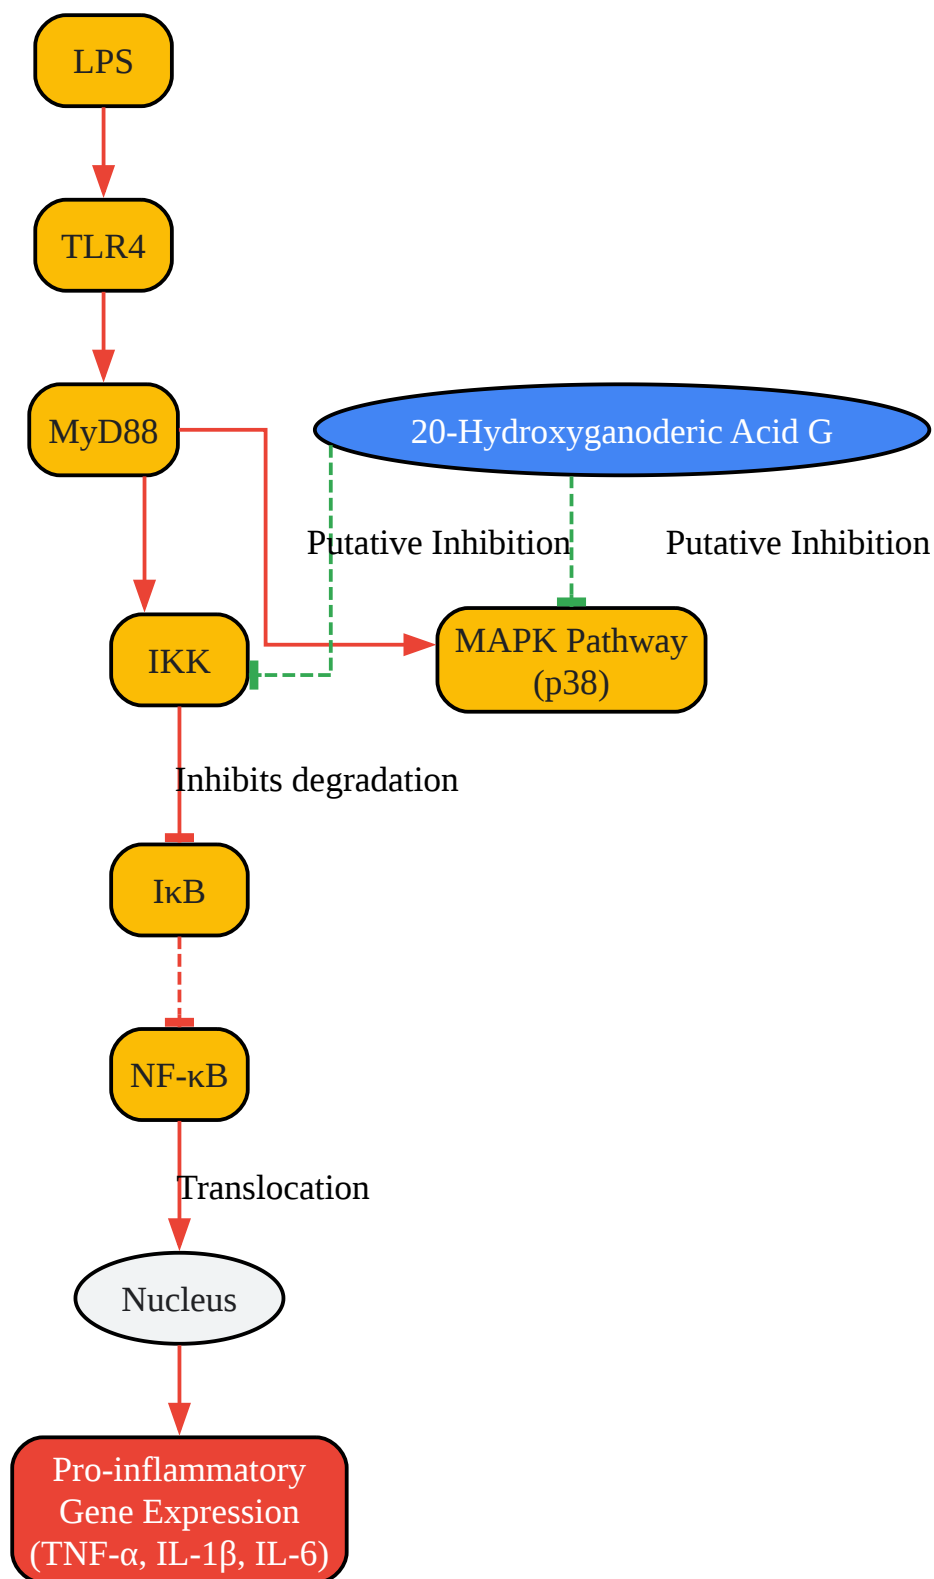 LPS
TLR4
MyD88
20-Hydroxyganoderic Acid G
Putative Inhibition
Putative Inhibition
IKK
MAPK Pathway
(p38)
Inhibits degradation
IκB
NF-κB
Translocation
Nucleus
Pro-inflammatory
Gene Expression
(TNF-α, IL-1β, IL-6)